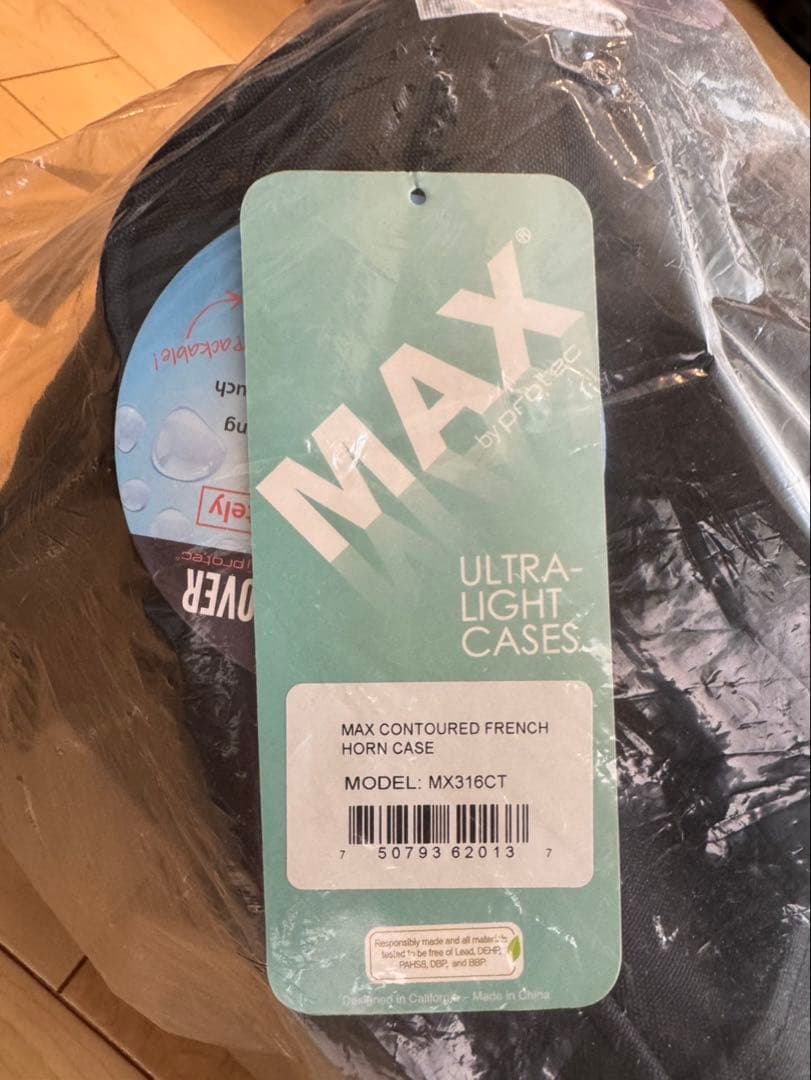 MAX®
by protec
ULTRA-
LIGHT
CASES
MAX CONTOURED FRENCH
HORN CASE
MODEL: MX316CT
7 50793 62013 7
Responsibly made and all materials
tested to be free of Lead, DEHP,
PAHS8, DBP, and BBP.
Designed in California - Made in China
Packable!
protec®